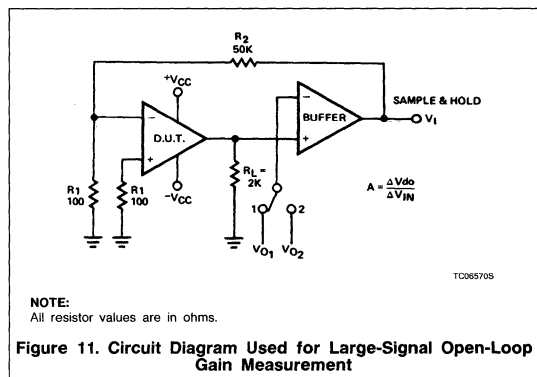 R2
50K
+VCC
SAMPLE & HOLD
−
BUFFER
+
VI
−
D.U.T.
+
RL =
2K
R1
100
R1
100
−VCC
1
2
VO1
VO2
A = ΔVdo
ΔVIN
TC06570S
NOTE:
All resistor values are in ohms.
Figure 11. Circuit Diagram Used for Large-Signal Open-Loop
Gain Measurement